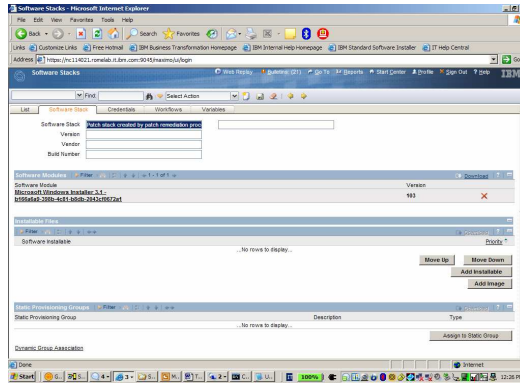 Software Stacks - Microsoft Internet Explorer
File Edit View Favorites Tools Help
Back Search Favorites
Links Customize Links Free Hotmail IBM Business Transformation Homepage IBM Internal Help Homepage IBM Standard Software Installer IT Help Central
Address https://nc114021.romelab.it.ibm.com:9045/maximo/ui/login Go
Software Stacks Web Replay Bulletins: (21) Go To Reports Start Center Profile Sign Out ? Help IBM
Find: Select Action
List Software Stack Credentials Workflows Variables
Software Stack Patch stack created by patch remediation proc
Version
Vendor
Build Number
Software Modules Filter 1 - 1 of 1 Download ?
Software Module Version
Microsoft Windows Installer 3.1 - 103
Installable Files
Filter Download ?
Software Installable Priority
...No rows to display...
Move Up Move Down
Add Installable
Add Image
Static Provisioning Groups Filter Download ?
Static Provisioning Group Description Type
...No rows to display...
Assign to Static Group
Dynamic Group Association
Done Internet
Start 100% 12:26 P